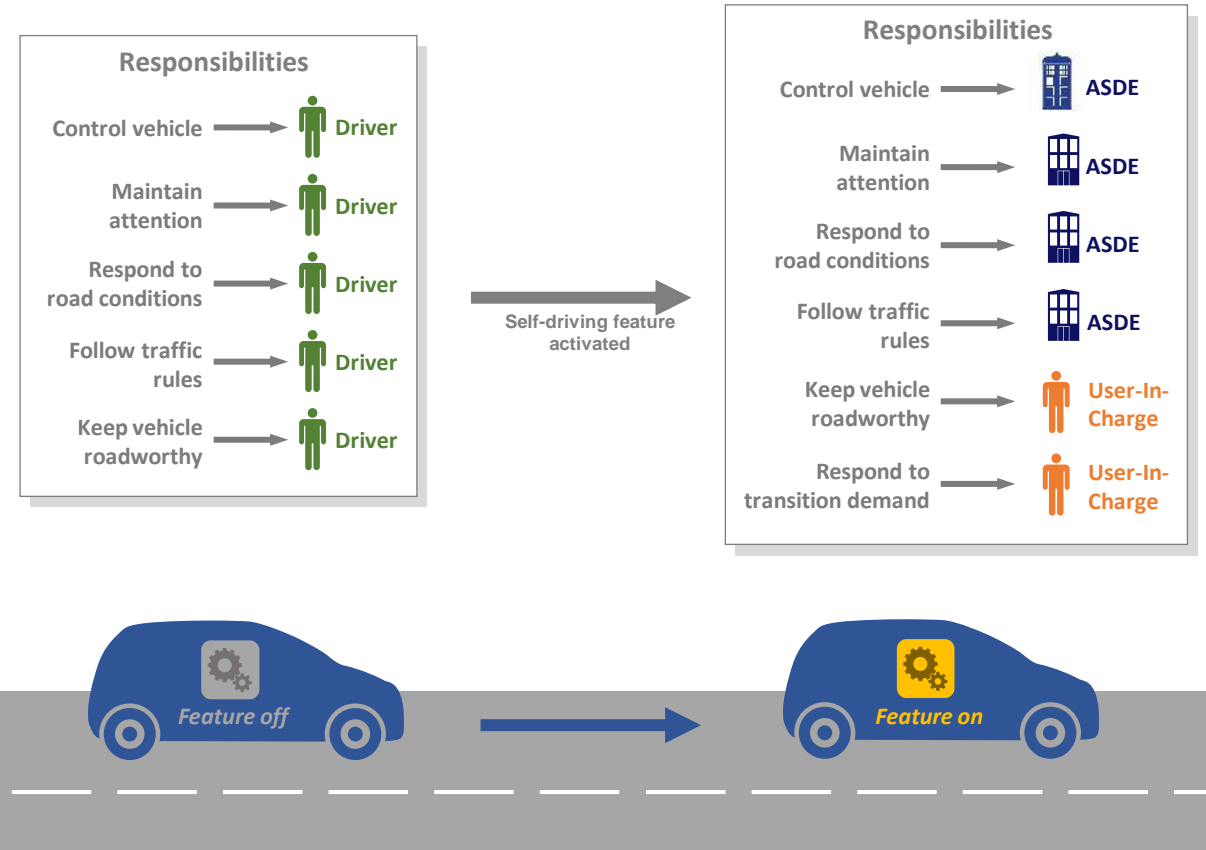 Responsibilities
Control vehicle
Driver
Maintain
attention
Driver
Respond to
road conditions
Driver
Follow traffic
rules
Driver
Keep vehicle
roadworthy
Driver
Self-driving feature
activated
Responsibilities
Control vehicle
ASDE
Maintain
attention
ASDE
Respond to
road conditions
ASDE
Follow traffic
rules
ASDE
Keep vehicle
roadworthy
User-In-
Charge
Respond to
transition demand
User-In-
Charge
Feature off
Feature on